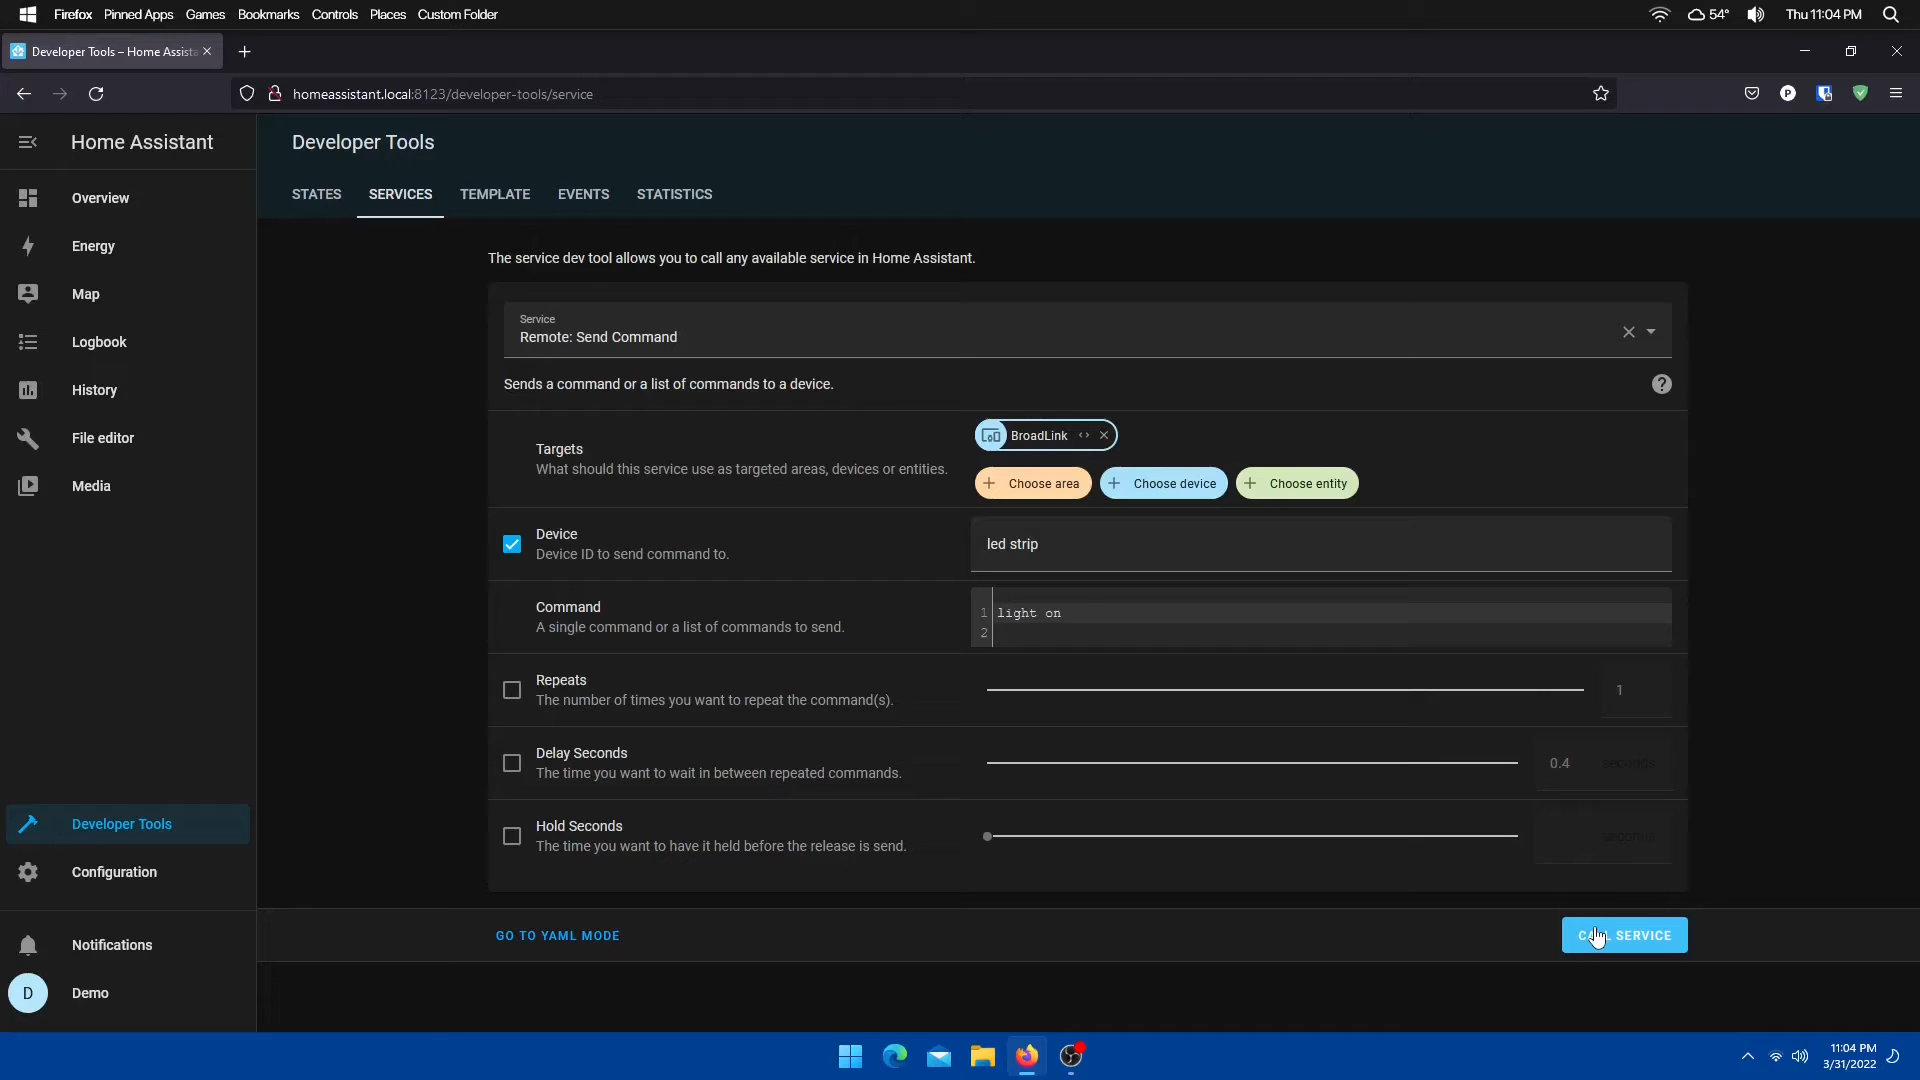 Firefox Pinned Apps Games Bookmarks Controls Places Custom Folder
54° Thu 11:04 PM
Developer Tools – Home Assista
homeassistant.local:8123/developer-tools/service
P
Home Assistant
Overview
Energy
Map
Logbook
History
File editor
Media
Developer Tools
Configuration
Notifications
D Demo
Developer Tools
STATES SERVICES TEMPLATE EVENTS STATISTICS
The service dev tool allows you to call any available service in Home Assistant.
Service
Remote: Send Command
Sends a command or a list of commands to a device.
Targets
What should this service use as targeted areas, devices or entities.
BroadLink
Choose area Choose device Choose entity
Device
Device ID to send command to.
led strip
Command
A single command or a list of commands to send.
1 light on
2
Repeats
The number of times you want to repeat the command(s).
1
Delay Seconds
The time you want to wait in between repeated commands.
0.4 seconds
Hold Seconds
The time you want to have it held before the release is send.
seconds
GO TO YAML MODE
CALL SERVICE
11:04 PM
3/31/2022